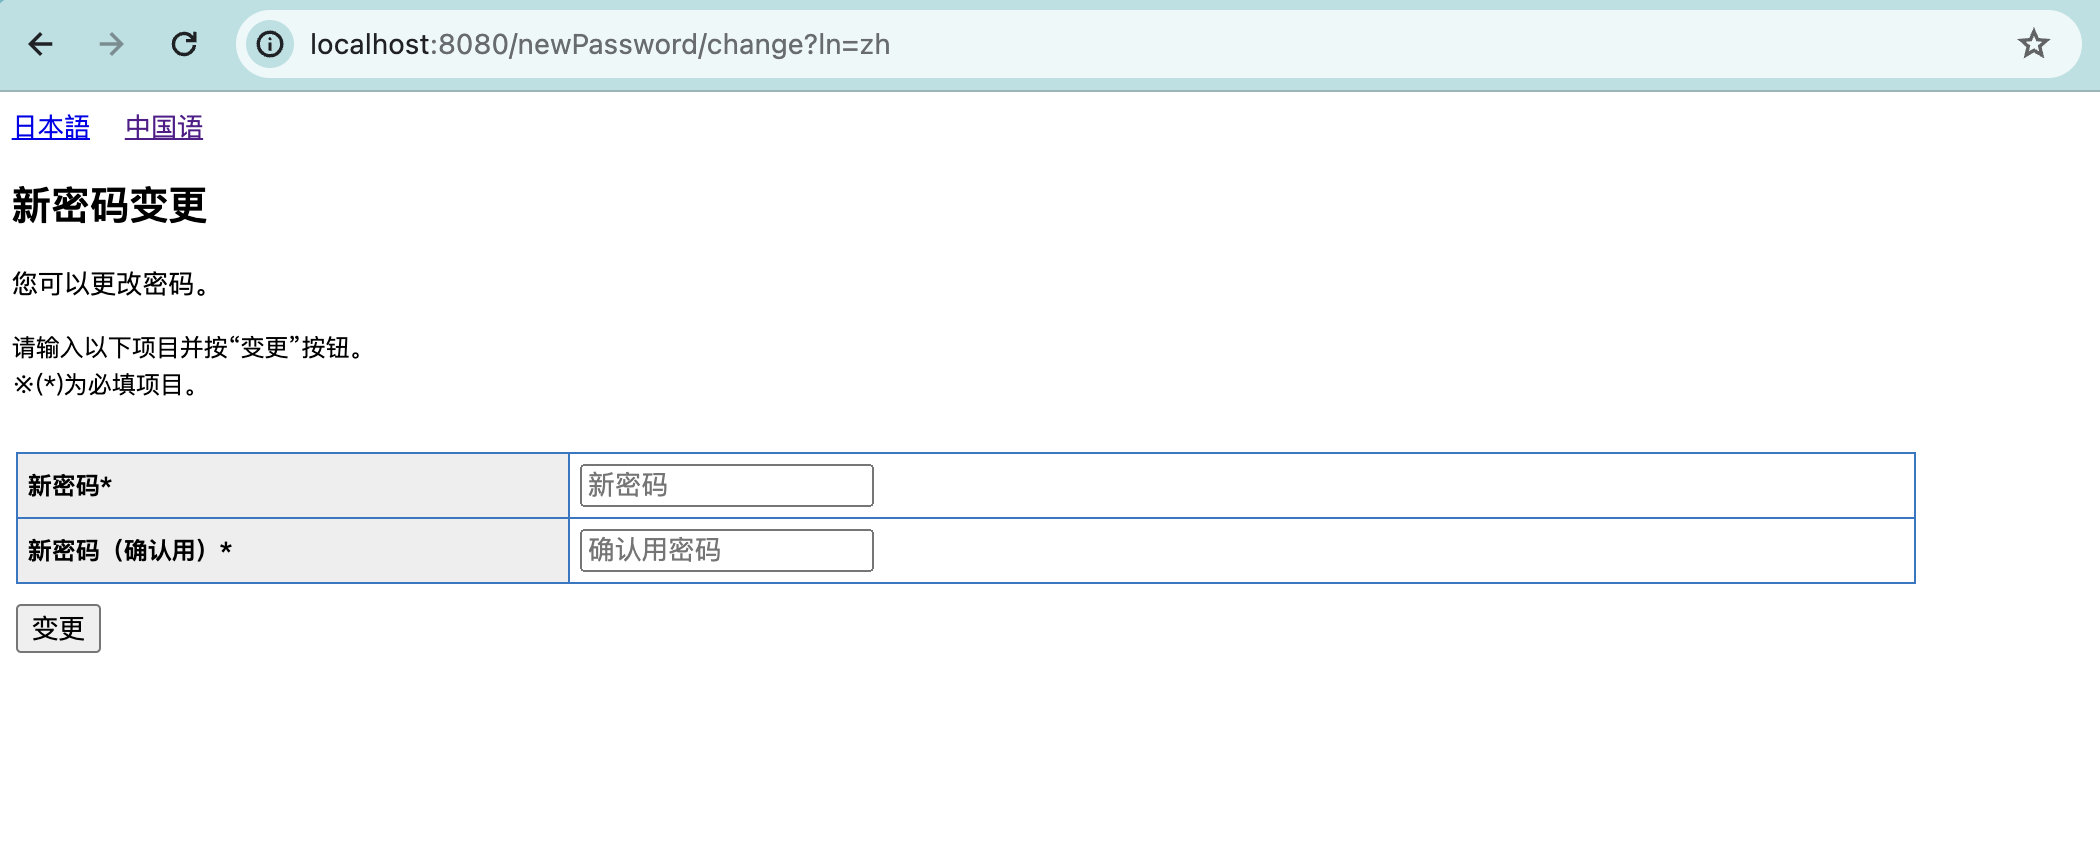 localhost:8080/newPassword/change?ln=zh
日本語 中国语
新密码变更
您可以更改密码。
请输入以下项目并按“变更”按钮。
※(*)为必填项目。
新密码* 新密码
新密码（确认用）* 确认用密码
变更